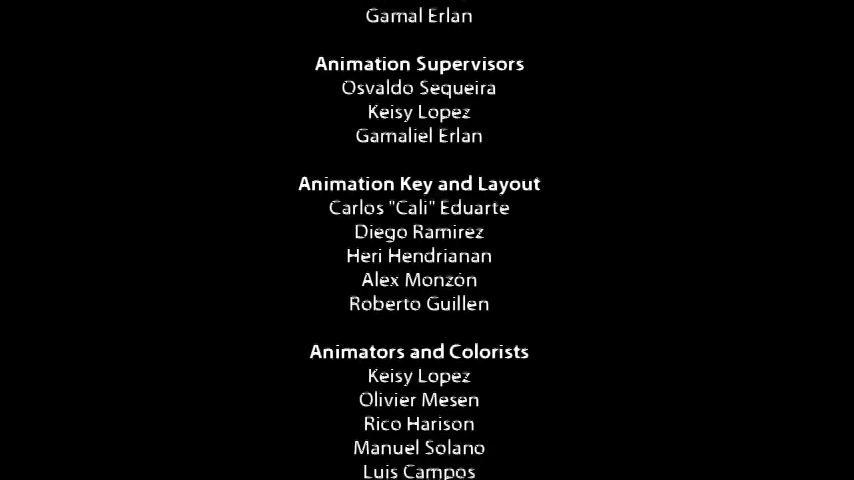 Gamal Erlan
Animation Supervisors
Osvaldo Sequeira
Keisy Lopez
Gamaliel Erlan
Animation Key and Layout
Carlos "Cali" Eduarte
Diego Ramirez
Heri Hendrianan
Alex Monzón
Roberto Guillen
Animators and Colorists
Keisy Lopez
Olivier Mesen
Rico Harison
Manuel Solano
Luis Campos